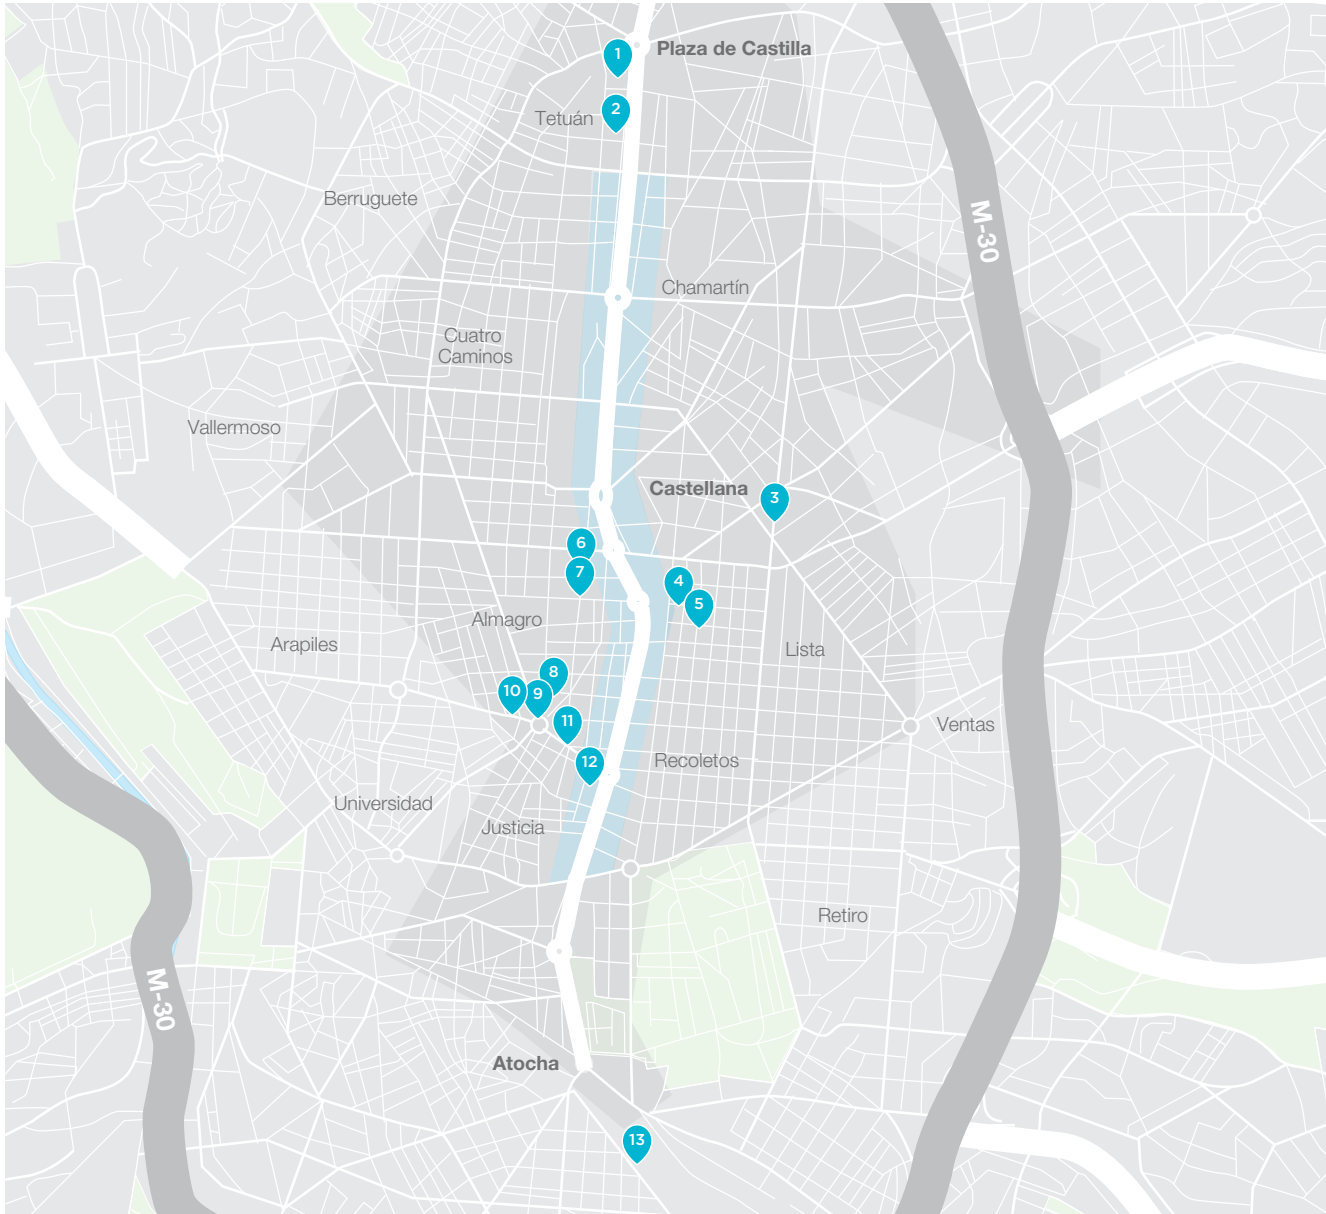 1
Plaza de Castilla
2
Tetuán
Berruguete
M-30
Chamartín
Cuatro
Caminos
Vallermoso
Castellana
3
6
7
4
5
Almagro
Arapiles
Lista
8
10
9
11
Ventas
12
Recoletos
Universidad
Justicia
Retiro
M-30
Atocha
13